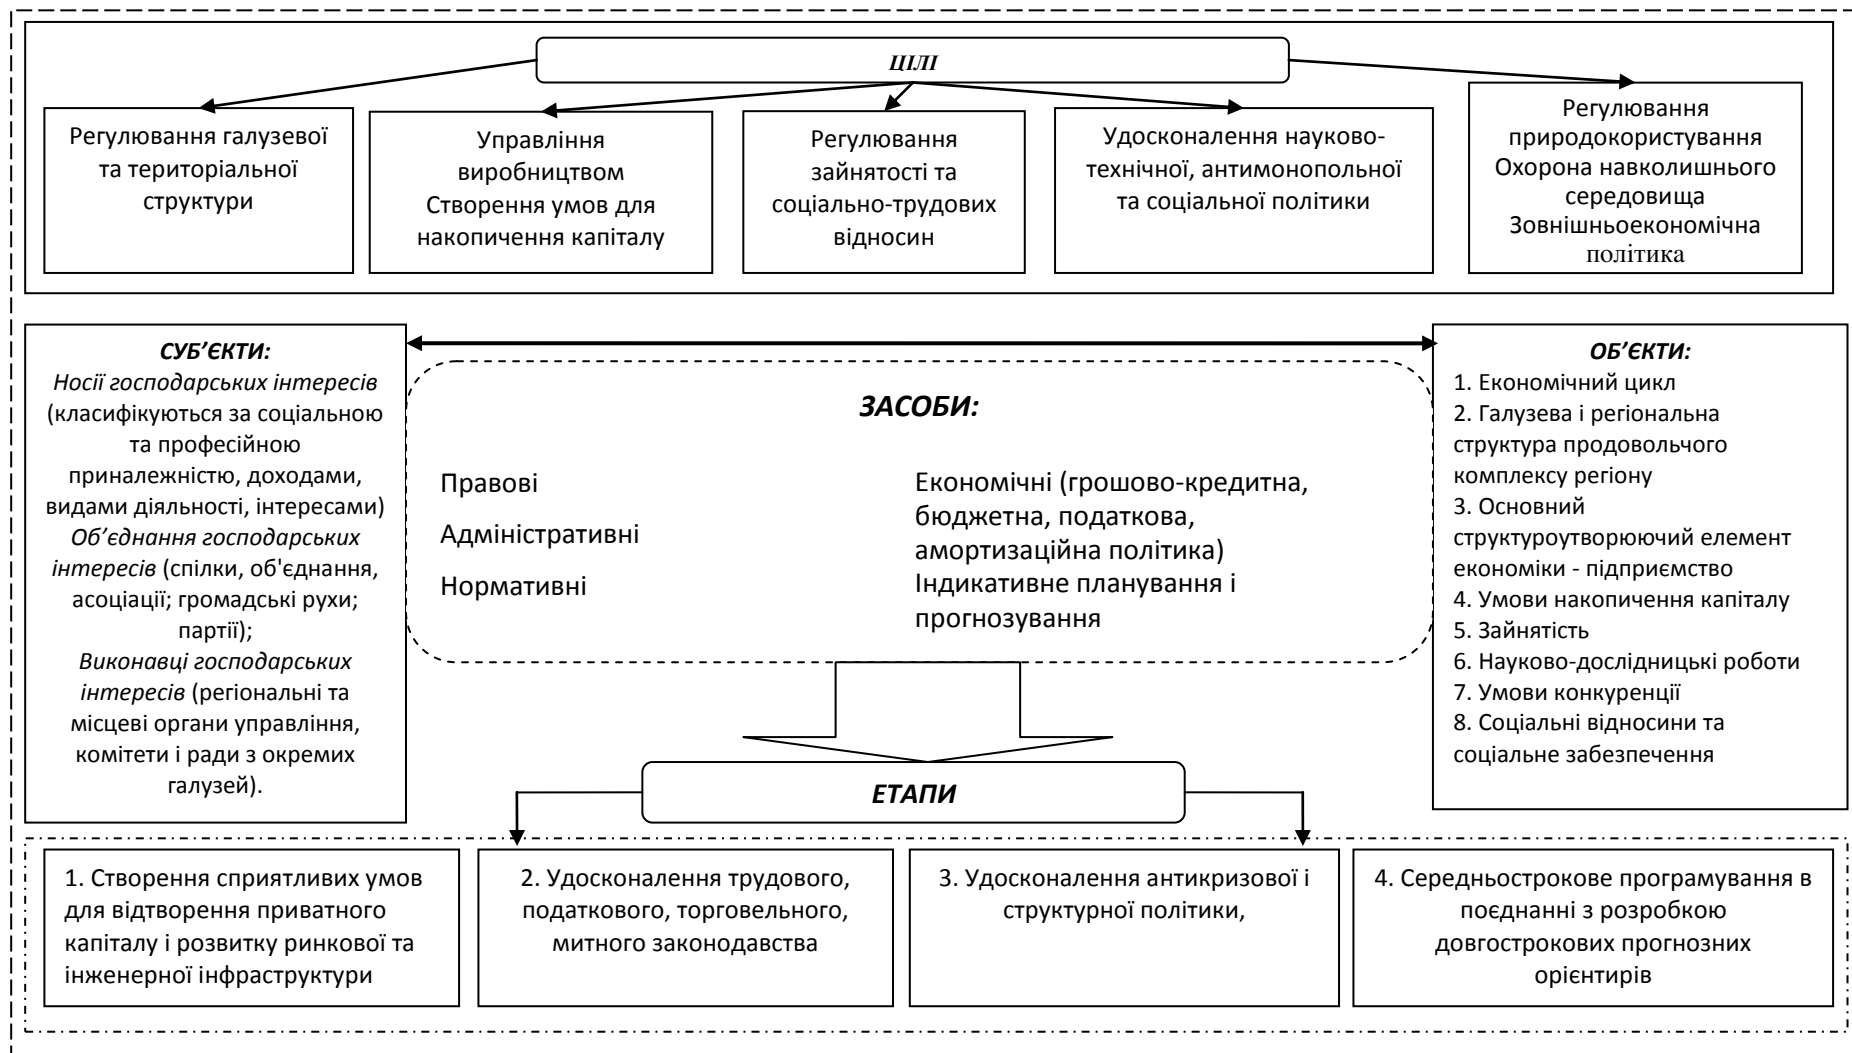 ЦІЛІ
Регулювання галузевої
та територіальної
структури
Управління
виробництвом
Створення умов для
накопичення капіталу
Регулювання
зайнятості та
соціально-трудових
відносин
Удосконалення науково-
технічної, антимонопольної
та соціальної політики
Регулювання
природокористування
Охорона навколишнього
середовища
Зовнішньоекономічна
політика
СУБ’ЄКТИ:
Носії господарських інтересів
(класифікуються за соціальною
та професійною
приналежністю, доходами,
видами діяльності, інтересами)
Об’єднання господарських
інтересів (спілки, об'єднання,
асоціації; громадські рухи;
партії);
Виконавці господарських
інтересів (регіональні та
місцеві органи управління,
комітети і ради з окремих
галузей).
ЗАСОБИ:
Правові
Адміністративні
Нормативні
Економічні (грошово-кредитна,
бюджетна, податкова,
амортизаційна політика)
Індикативне планування і
прогнозування
ОБ’ЄКТИ:
1. Економічний цикл
2. Галузева і регіональна
структура продовольчого
комплексу регіону
3. Основний
структуроутворюючий елемент
економіки - підприємство
4. Умови накопичення капіталу
5. Зайнятість
6. Науково-дослідницькі роботи
7. Умови конкуренції
8. Соціальні відносини та
соціальне забезпечення
ЕТАПИ
1. Створення сприятливих умов
для відтворення приватного
капіталу і розвитку ринкової та
інженерної інфраструктури
2. Удосконалення трудового,
податкового, торговельного,
митного законодавства
3. Удосконалення антикризової і
структурної політики,
4. Середньострокове програмування в
поєднанні з розробкою
довгострокових прогнозних
орієнтирів